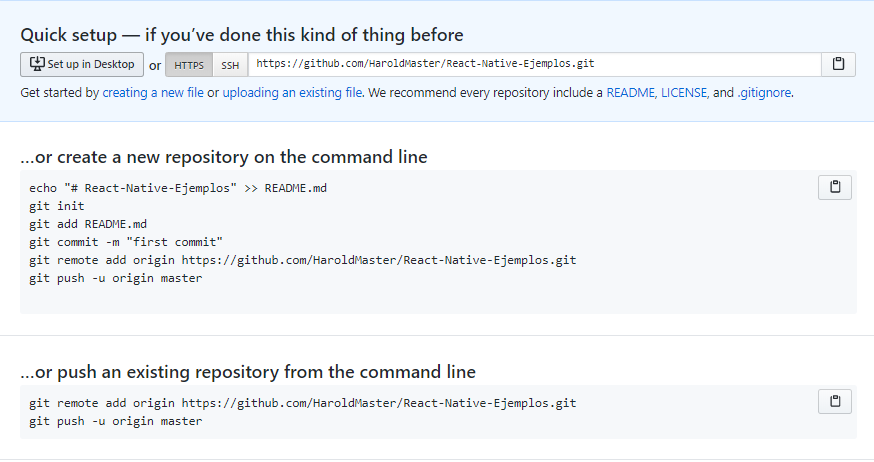 Quick setup — if you’ve done this kind of thing before
Set up in Desktop or HTTPS SSH https://github.com/HaroldMaster/React-Native-Ejemplos.git
Get started by creating a new file or uploading an existing file. We recommend every repository include a README, LICENSE, and .gitignore.
…or create a new repository on the command line
echo "# React-Native-Ejemplos" >> README.md
git init
git add README.md
git commit -m "first commit"
git remote add origin https://github.com/HaroldMaster/React-Native-Ejemplos.git
git push -u origin master
…or push an existing repository from the command line
git remote add origin https://github.com/HaroldMaster/React-Native-Ejemplos.git
git push -u origin master